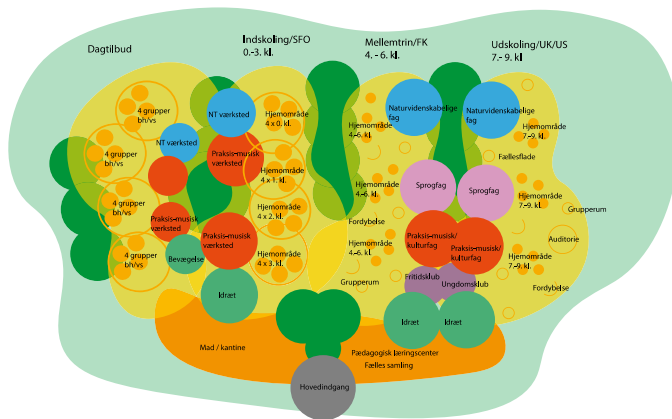 Dagtilbud
Indskoling/SFO
0.-3. kl.
Mellemtrin/FK
4. - 6. kl.
Udskoling/UK/US
7.- 9. kl.
4 grupper
bh/vs
4 grupper
bh/vs
4 grupper
bh/vs
4 grupper
bh/vs
NT værksted
Praksis-musisk
værksted
Bevægelse
NT værksted
Praksis-musisk
værksted
Praksis-musisk
værksted
Idræt
Hjemområde
4 x 0. kl.
Hjemområde
4 x 1. kl.
Hjemområde
4 x 2. kl.
Hjemområde
4 x 3. kl.
Hjemområde
4.-6. kl.
Hjemområde
4.-6. kl.
Fordybelse
Hjemområde
4.-6. kl.
Grupperum
Naturvidenskabelige
fag
Sprogfag
Praksis-musisk/
kulturfag
Fritidsklub
Idræt
Naturvidenskabelige
fag
Sprogfag
Praksis-musisk/
kulturfag
Ungdomsklub
Idræt
Hjemområde
7.-9. kl.
Fællesflade
Hjemområde
7.-9. kl.
Grupperum
Auditorie
Hjemområde
7.-9. kl.
Fordybelse
Mad / kantine
Pædagogisk læringscenter
Fælles samling
Hovedindgang